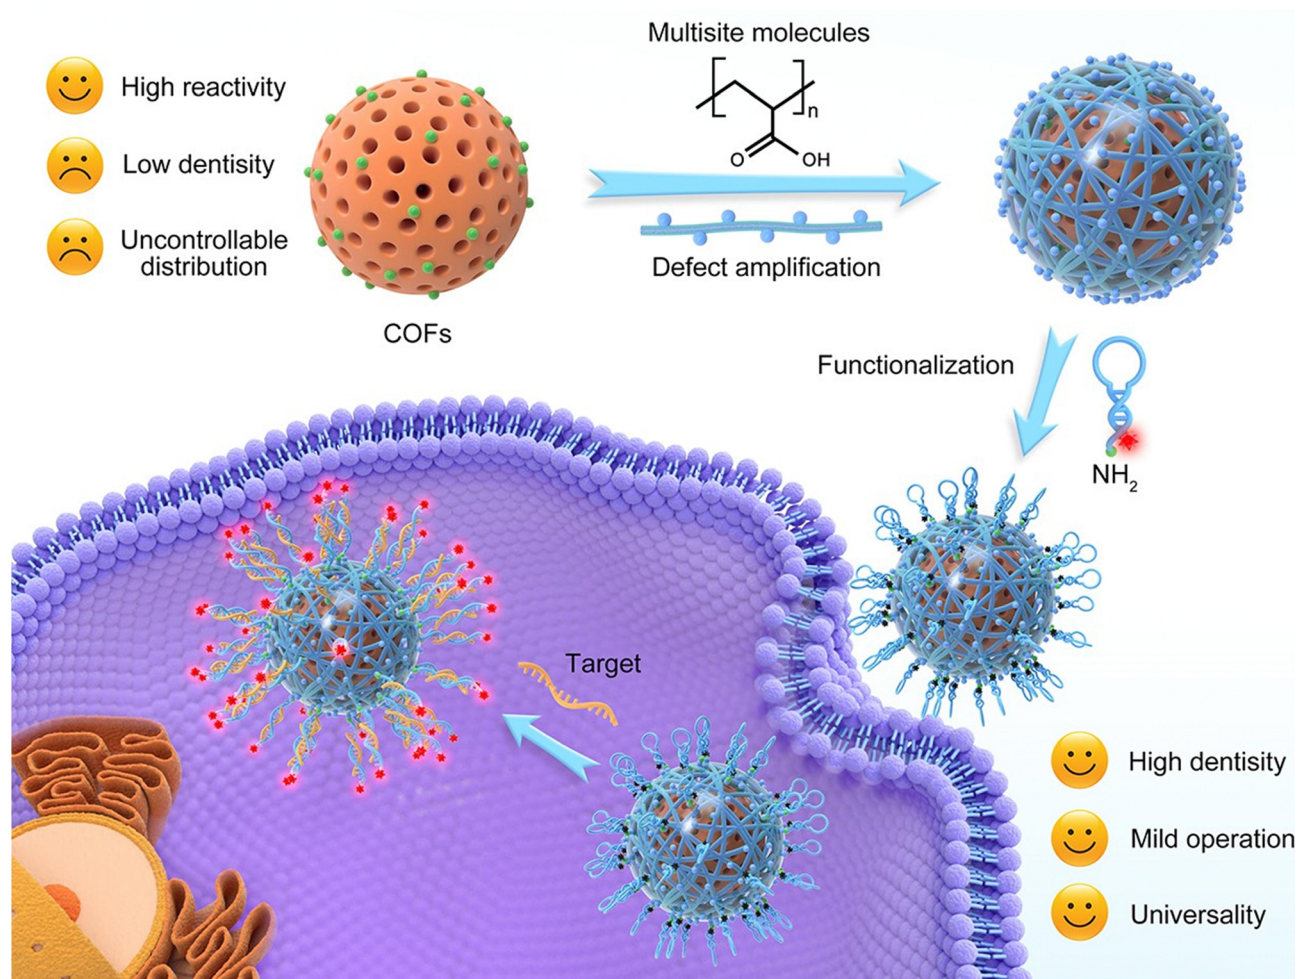 High reactivity
Low dentisity
Uncontrollable
distribution
COFs
Multisite molecules
n
O
OH
Defect amplification
Functionalization
NH2
Target
High dentisity
Mild operation
Universality